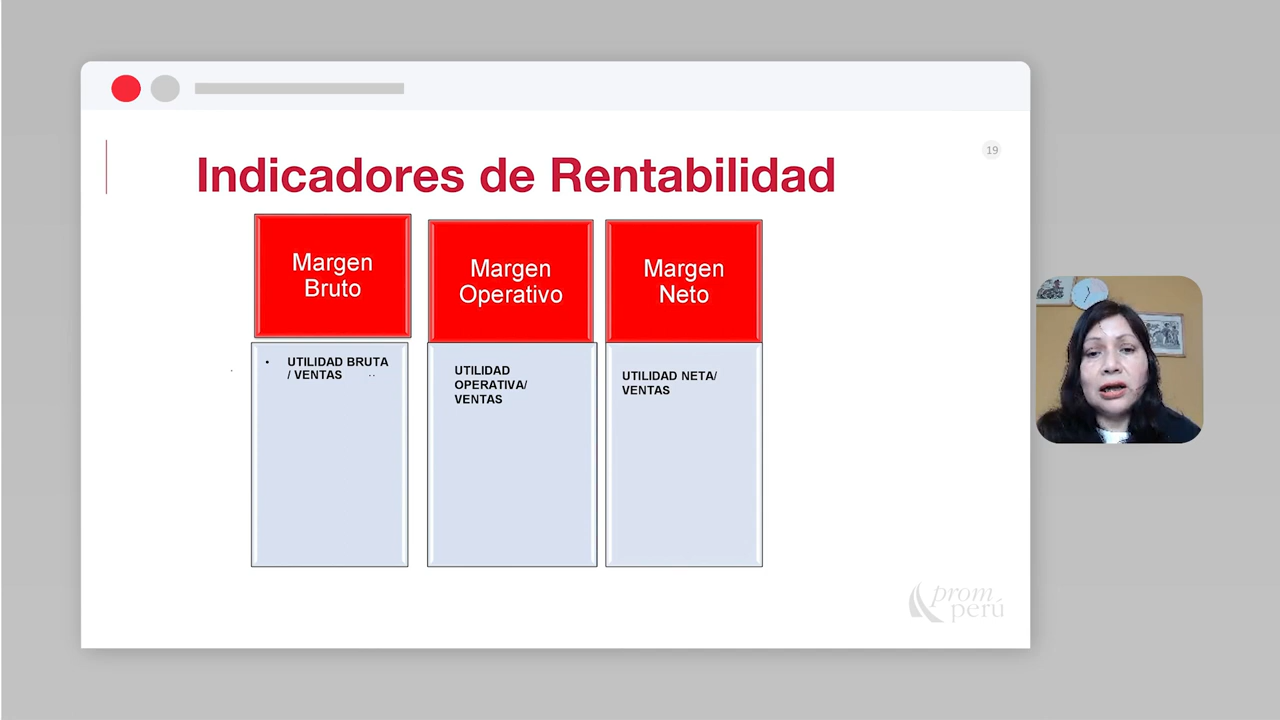 Indicadores de Rentabilidad
19
Margen
Bruto
Margen
Operativo
Margen
Neto
• UTILIDAD BRUTA
/ VENTAS
UTILIDAD
OPERATIVA/
VENTAS
UTILIDAD NETA/
VENTAS
prom
perú